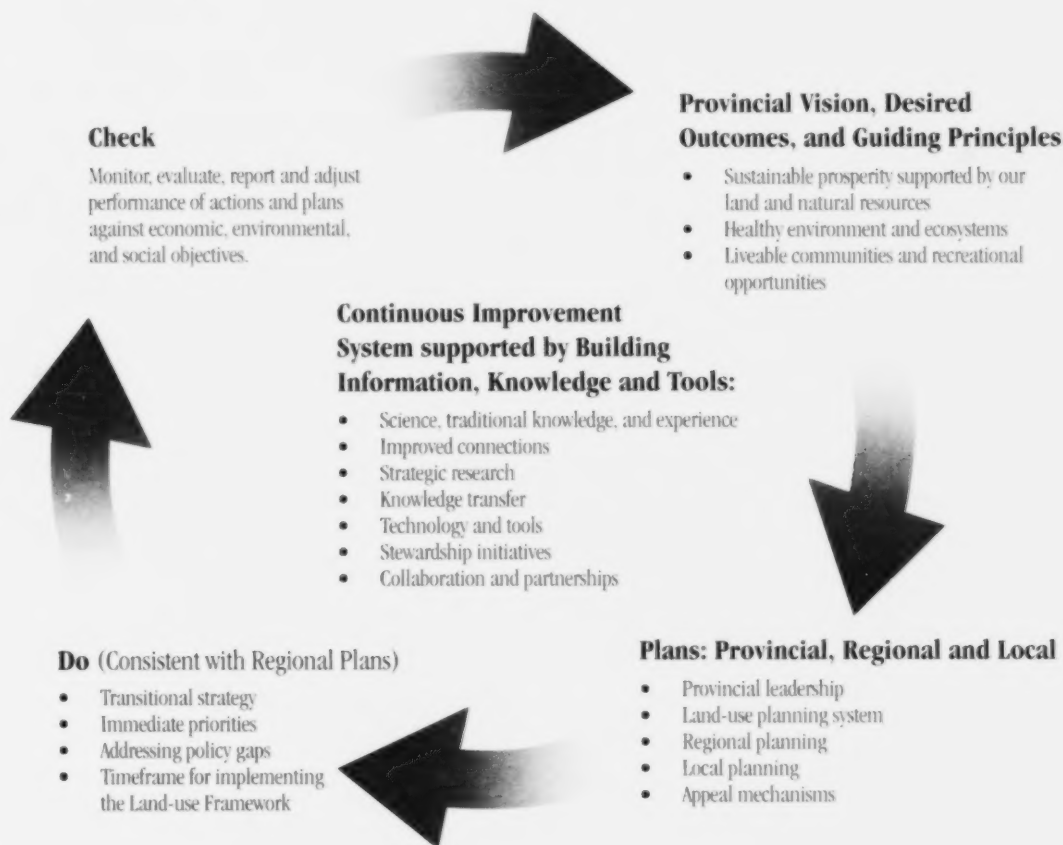 Check
Monitor, evaluate, report and adjust
performance of actions and plans
against economic, environmental,
and social objectives.
Provincial Vision, Desired
Outcomes, and Guiding Principles
• Sustainable prosperity supported by our
land and natural resources
• Healthy environment and ecosystems
• Liveable communities and recreational
opportunities
Continuous Improvement
System supported by Building
Information, Knowledge and Tools:
• Science, traditional knowledge, and experience
• Improved connections
• Strategic research
• Knowledge transfer
• Technology and tools
• Stewardship initiatives
• Collaboration and partnerships
Do (Consistent with Regional Plans)
• Transitional strategy
• Immediate priorities
• Addressing policy gaps
• Timeframe for implementing
the Land-use Framework
Plans: Provincial, Regional and Local
• Provincial leadership
• Land-use planning system
• Regional planning
• Local planning
• Appeal mechanisms